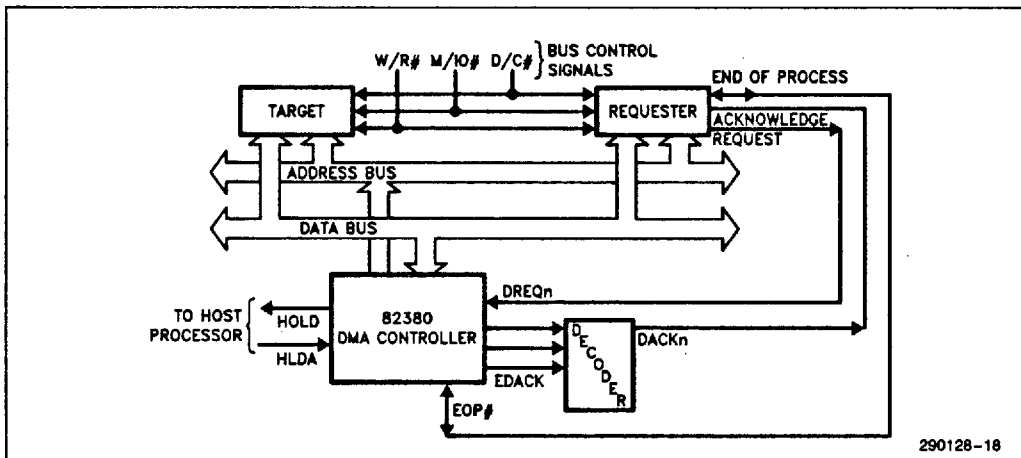 W/R# M/IO# D/C# } BUS CONTROL SIGNALS
END OF PROCESS
TARGET
REQUESTER
ACKNOWLEDGE
REQUEST
ADDRESS BUS
DATA BUS
DREQn
TO HOST
PROCESSOR
HOLD
HLDA
82380
DMA CONTROLLER
DECODER
DACKn
EDACK
EOP#
290128-18